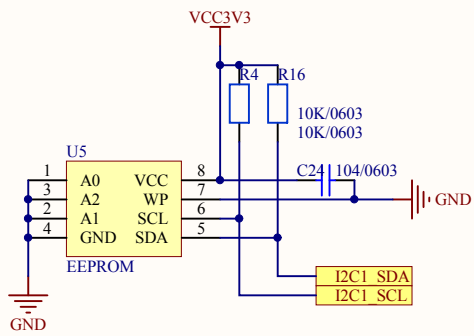 VCC3V3
R4
R16
10K/0603
10K/0603
U5
C24
104/0603
1 A0 VCC 8
3 A2 WP 7
2 A1 SCL 6
4 GND SDA 5
GND
EEPROM
I2C1_SDA
I2C1_SCL
GND